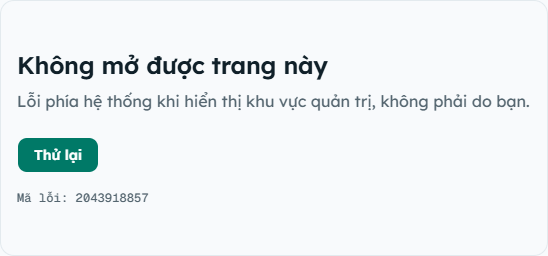 Không mở được trang này
Lỗi phía hệ thống khi hiển thị khu vực quản trị, không phải do bạn.
Thử lại
Mã lỗi: 2043918857